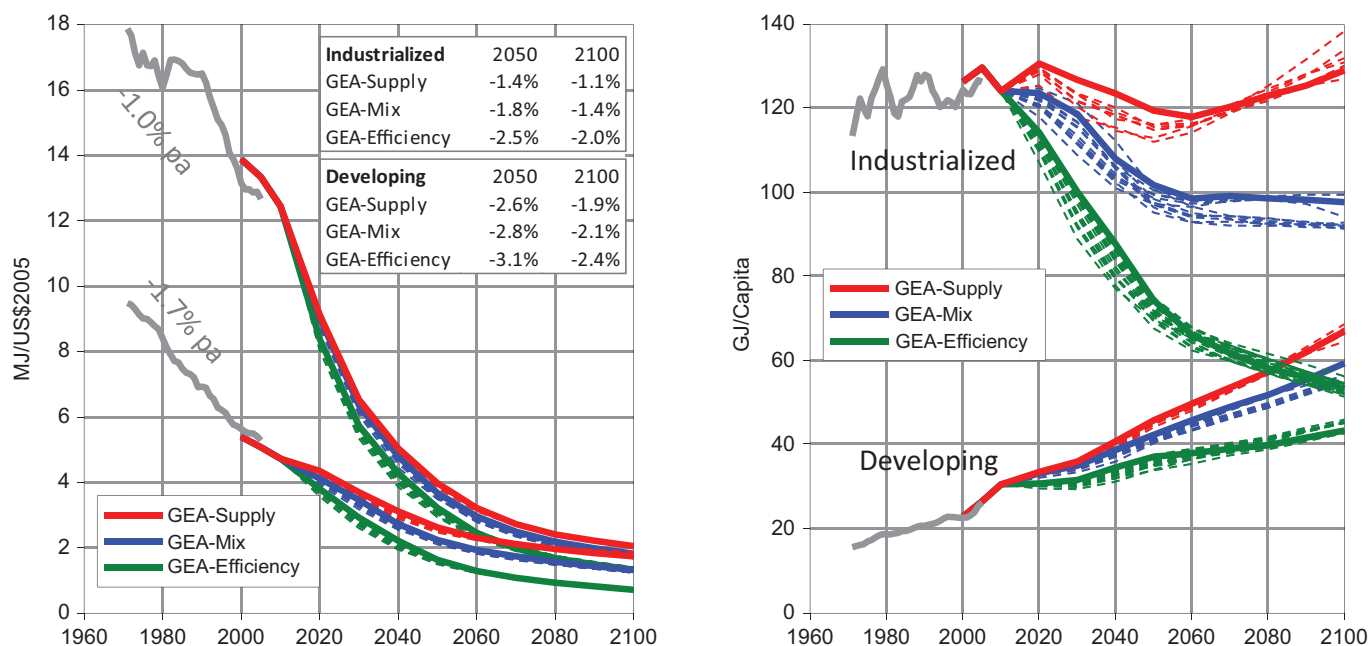 18
16
14
12
10
8
6
4
2
0
MJ/US$2005
-1.0% pa
-1.7% pa
Industrialized 2050 2100
GEA-Supply -1.4% -1.1%
GEA-Mix -1.8% -1.4%
GEA-Efficiency -2.5% -2.0%
Developing 2050 2100
GEA-Supply -2.6% -1.9%
GEA-Mix -2.8% -2.1%
GEA-Efficiency -3.1% -2.4%
GEA-Supply
GEA-Mix
GEA-Efficiency
1960 1980 2000 2020 2040 2060 2080 2100
140
120
100
80
60
40
20
0
GJ/Capita
Industrialized
GEA-Supply
GEA-Mix
GEA-Efficiency
Developing
1960 1980 2000 2020 2040 2060 2080 2100